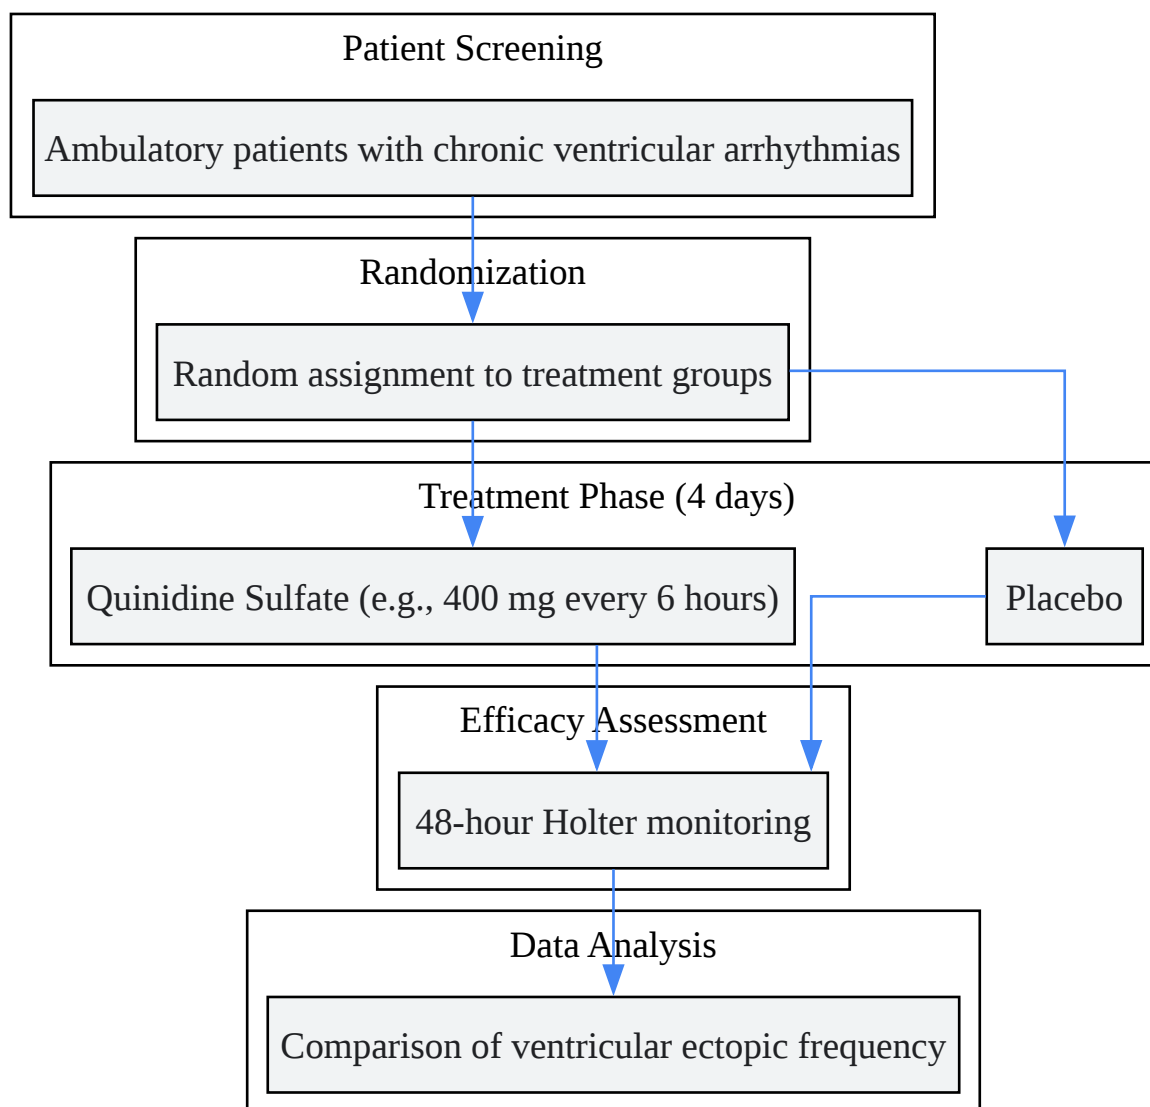 Patient Screening
Ambulatory patients with chronic ventricular arrhythmias
Randomization
Random assignment to treatment groups
Treatment Phase (4 days)
Quinidine Sulfate (e.g., 400 mg every 6 hours)
Placebo
Efficacy Assessment
48-hour Holter monitoring
Data Analysis
Comparison of ventricular ectopic frequency